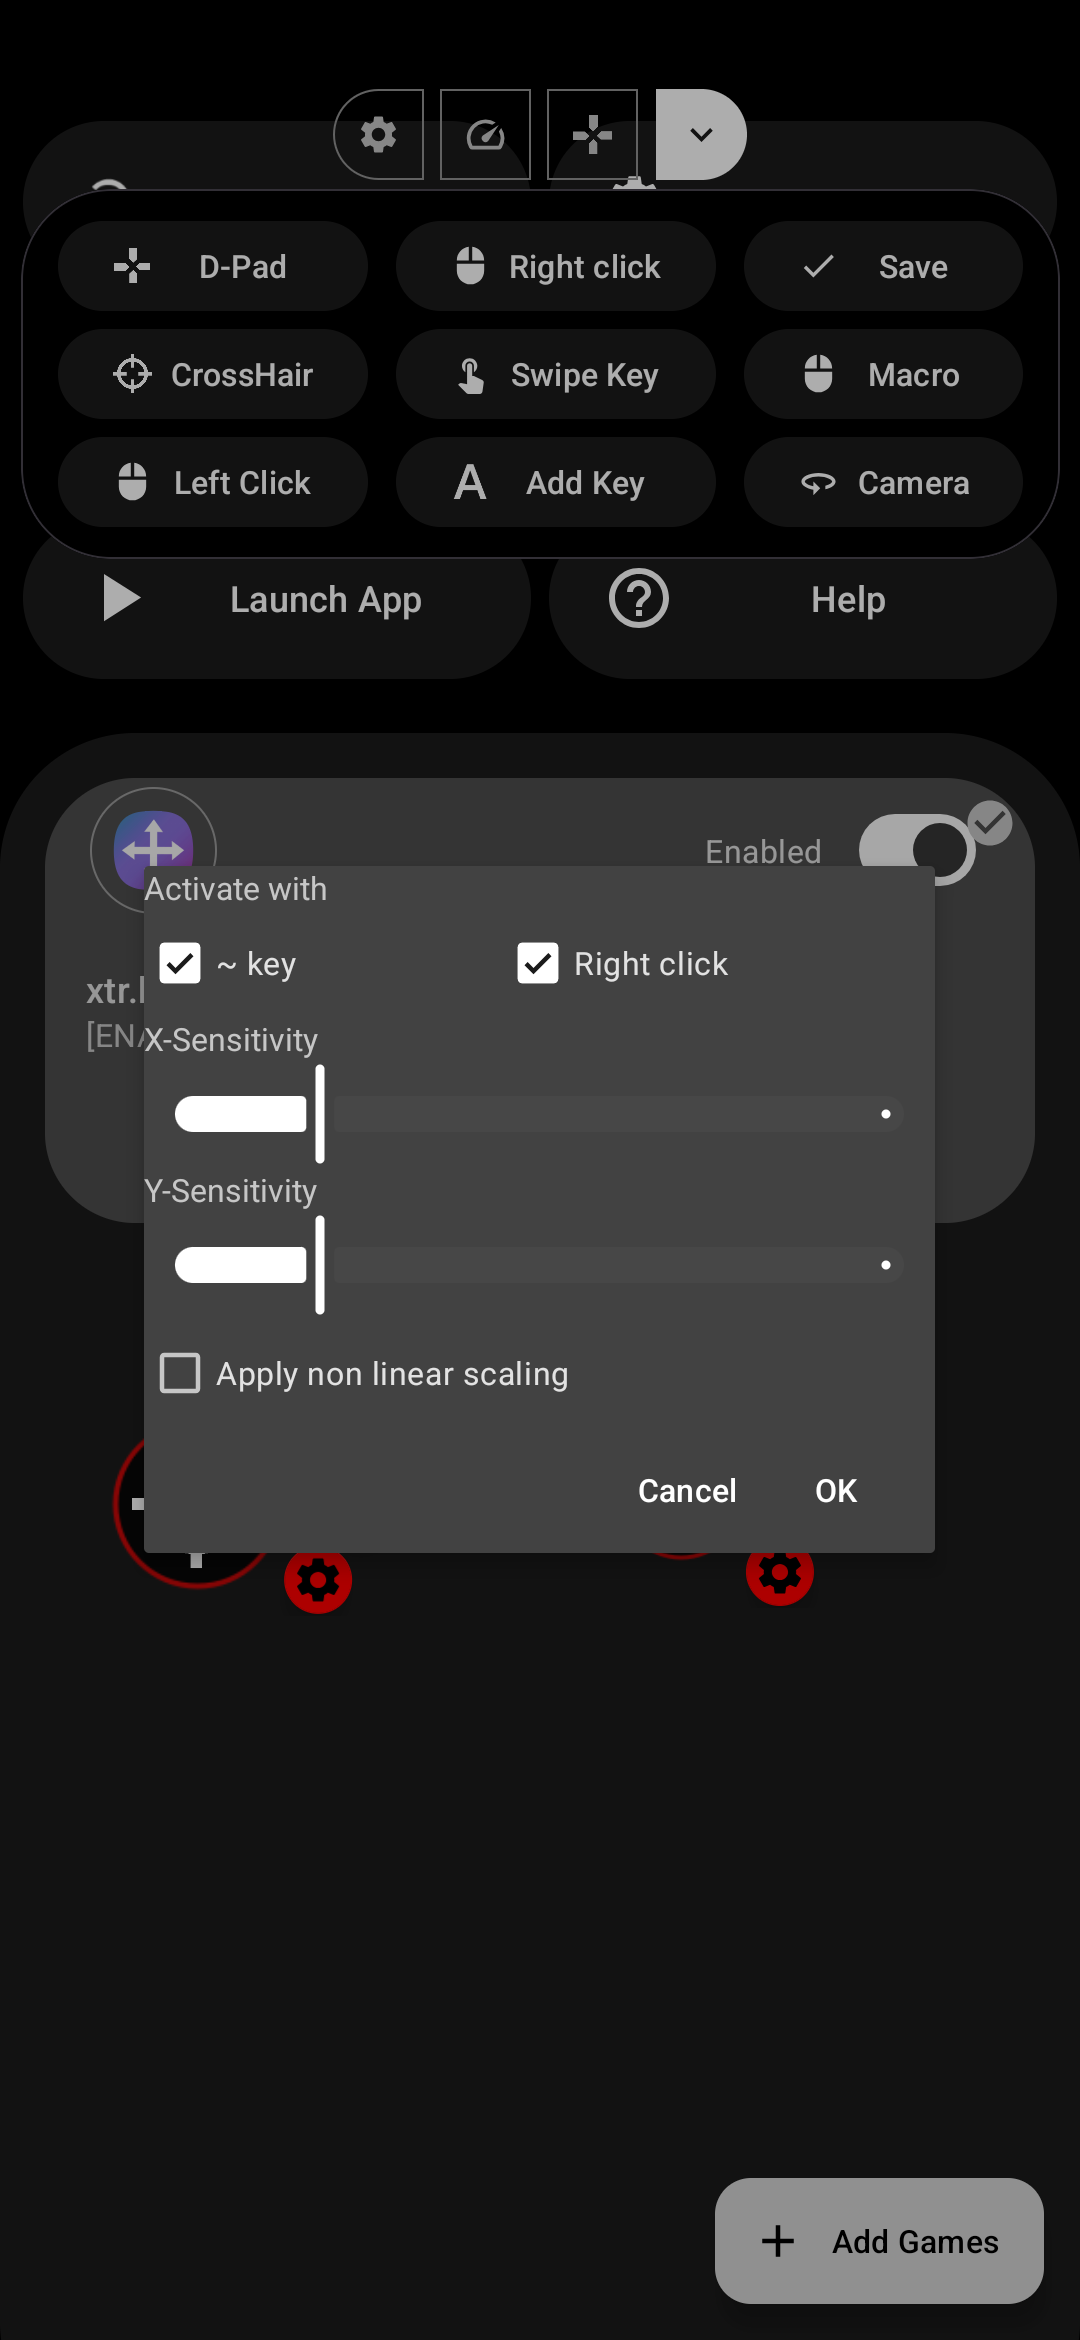 D-Pad
Right click
Save
CrossHair
Swipe Key
Macro
Left Click
A Add Key
Camera
Launch App
Help
Enabled
Activate with
~ key
Right click
xtr.
[EN
X-Sensitivity
Y-Sensitivity
Apply non linear scaling
Cancel
OK
Add Games